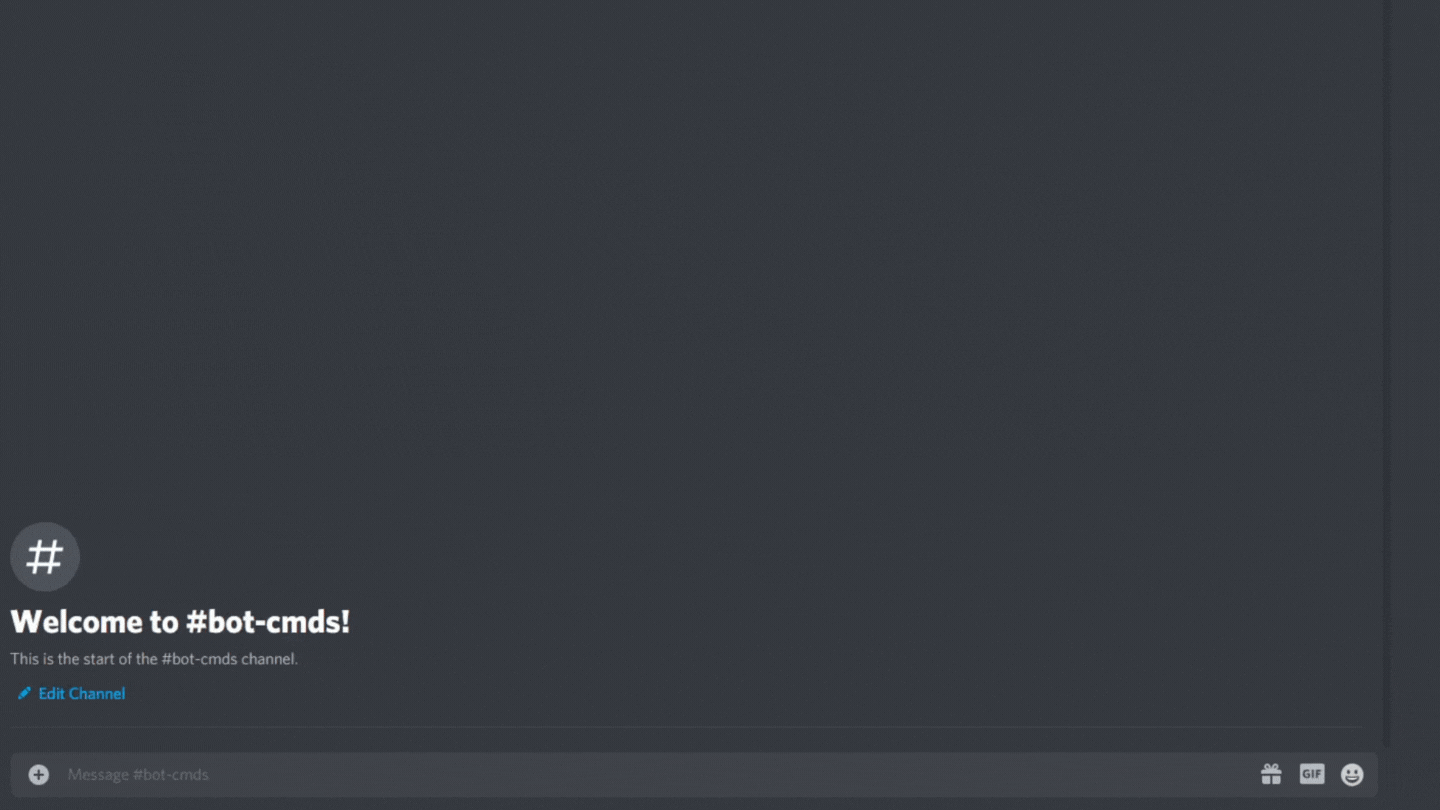 #
Welcome to #bot-cmds!
This is the start of the #bot-cmds channel.
Edit Channel
Message #bot-cmds
GIF